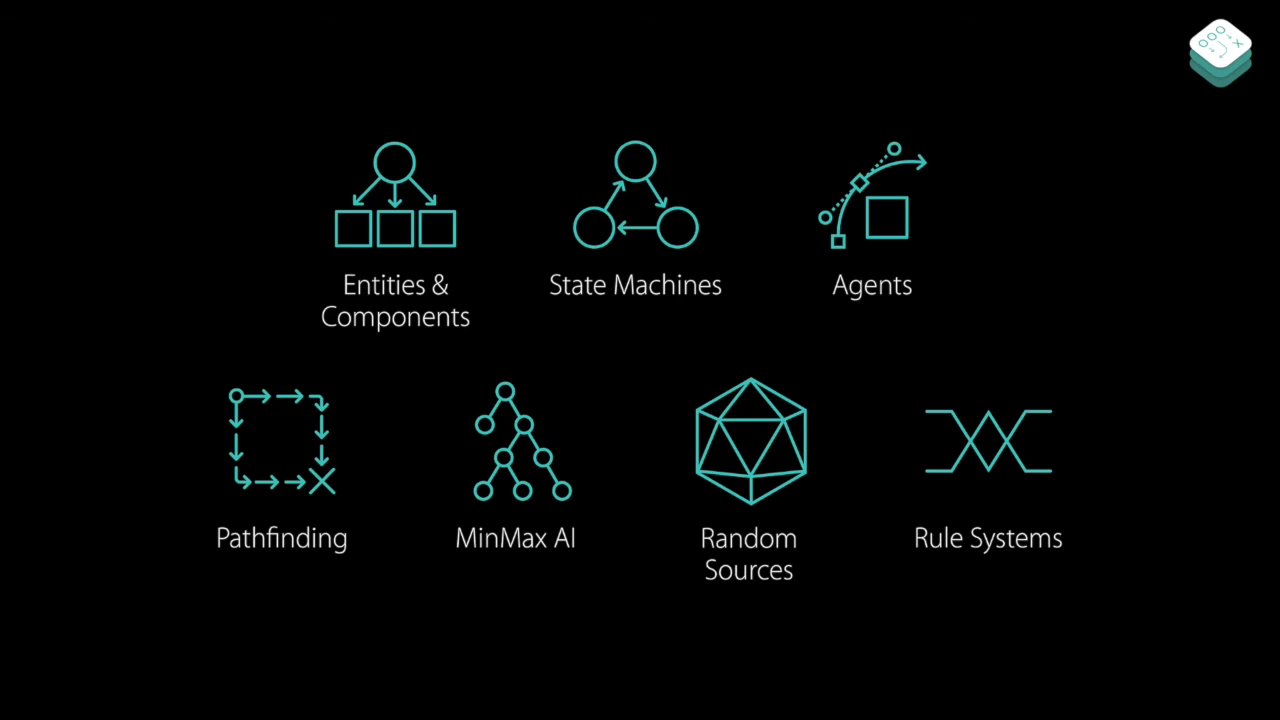 Entities &
Components
State Machines
Agents
Pathfinding
MinMax AI
Random
Sources
Rule Systems